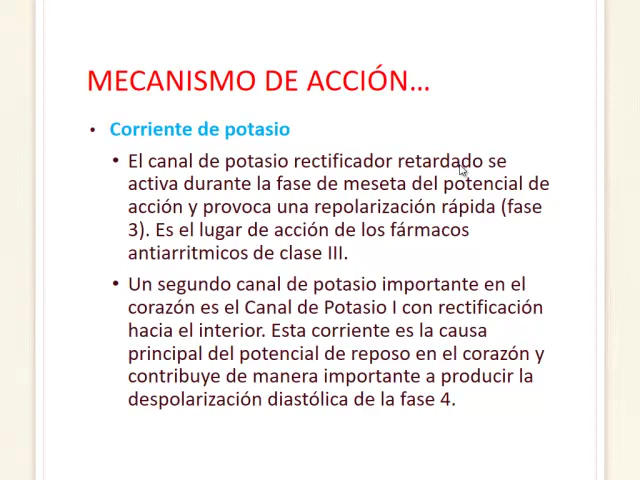 MECANISMO DE ACCIÓN...
• Corriente de potasio
• El canal de potasio rectificador retardado se
activa durante la fase de meseta del potencial de
acción y provoca una repolarización rápida (fase
3). Es el lugar de acción de los fármacos
antiarritmicos de clase III.
• Un segundo canal de potasio importante en el
corazón es el Canal de Potasio I con rectificación
hacia el interior. Esta corriente es la causa
principal del potencial de reposo en el corazón y
contribuye de manera importante a producir la
despolarización diastólica de la fase 4.